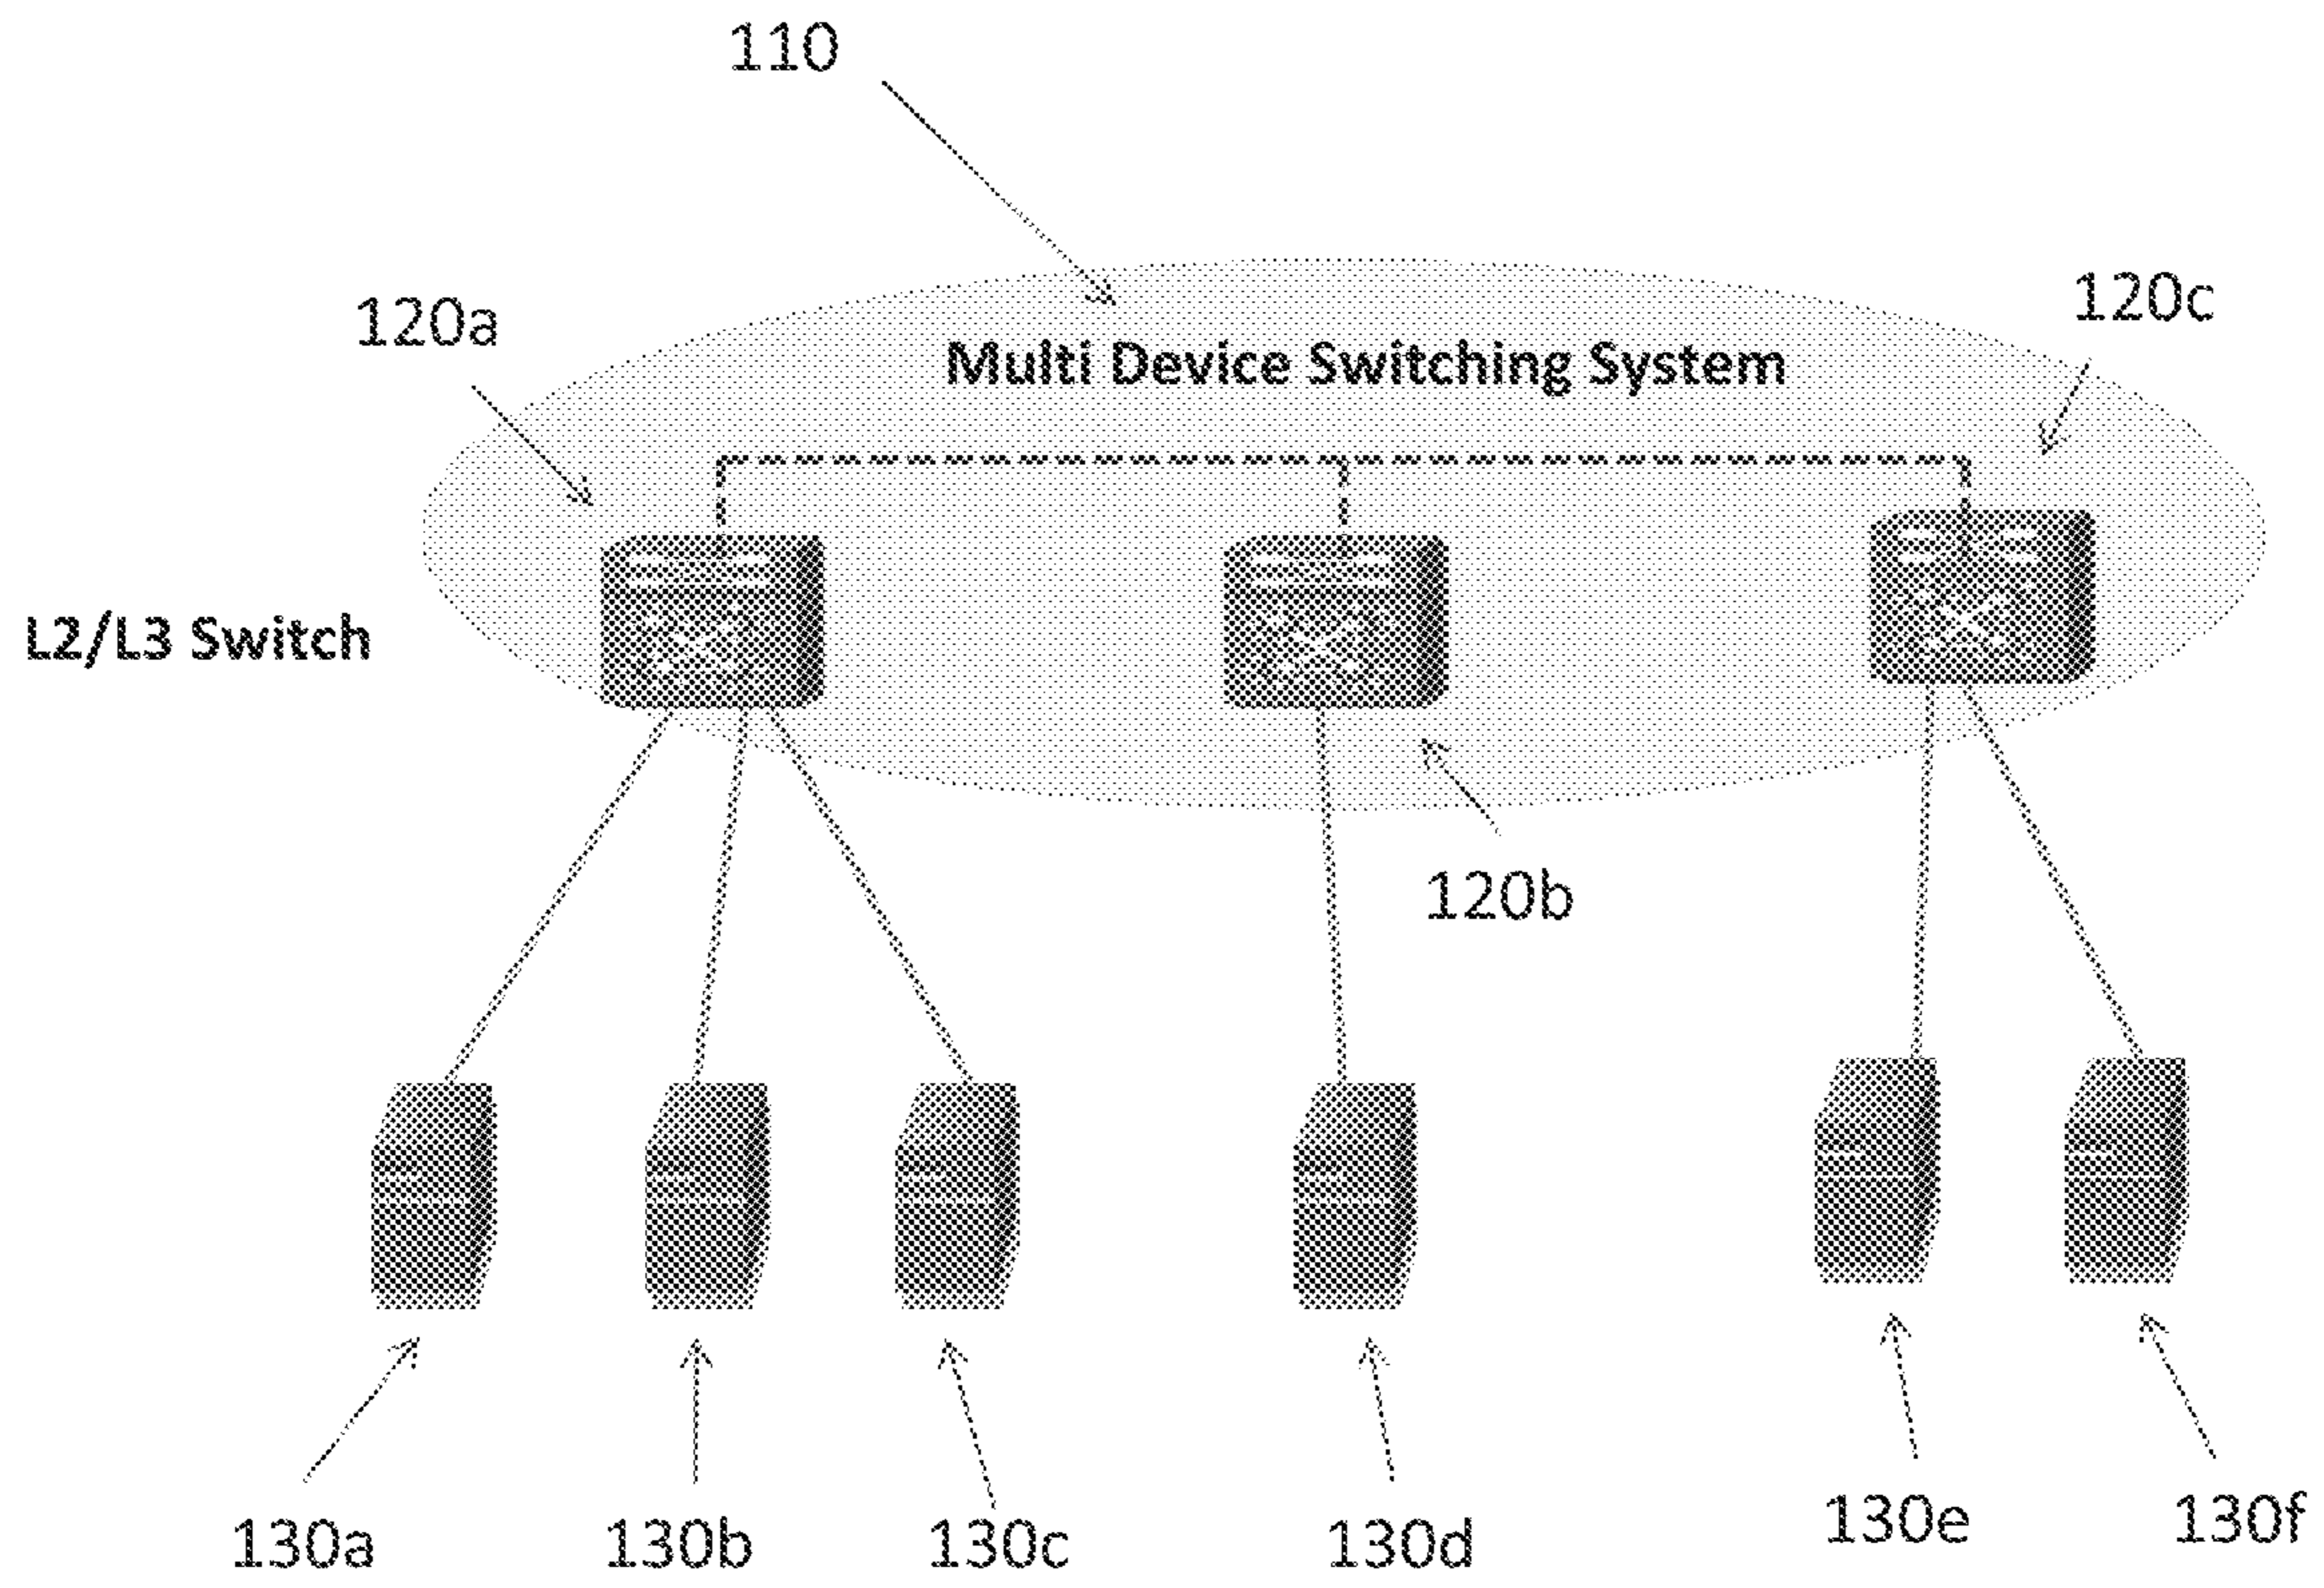 110
120a
120c
Multi Device Switching System
L2/L3 Switch
120b
130a
130b
130c
130d
130e
130f